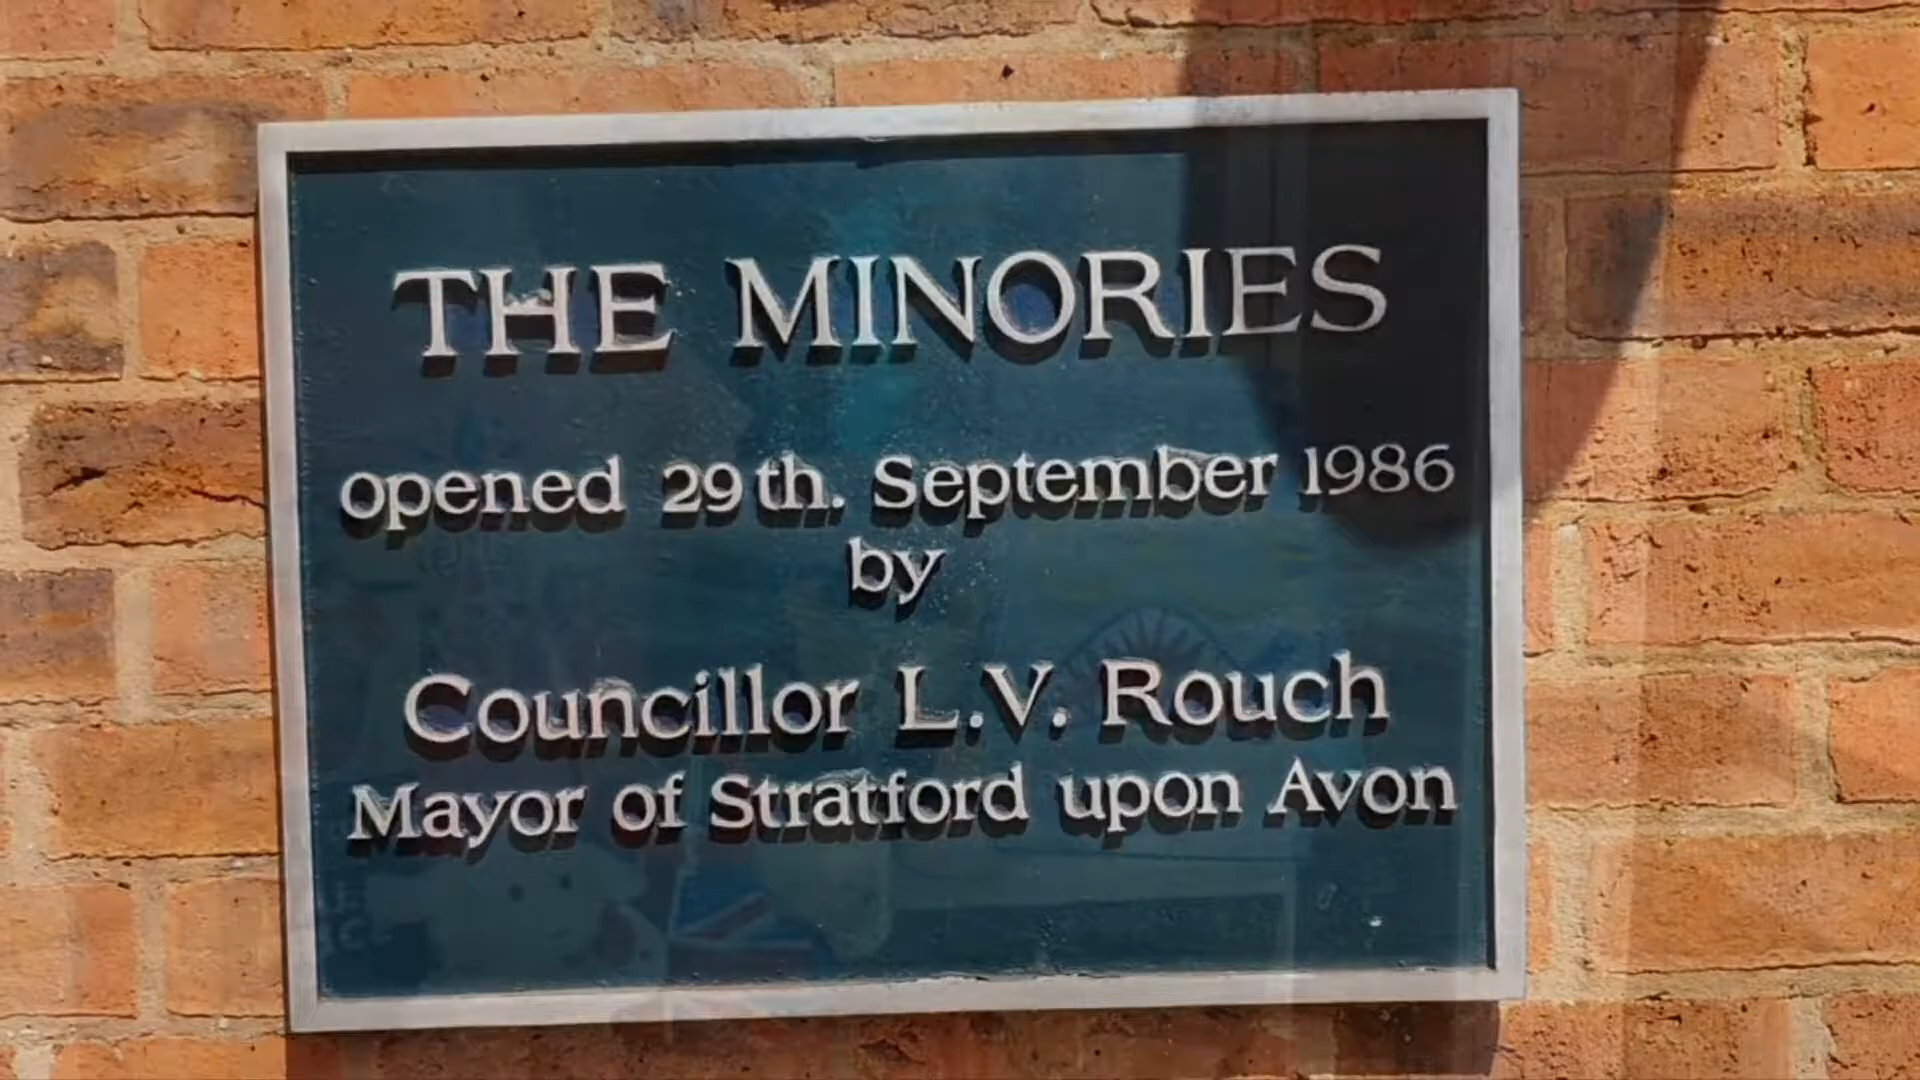 THE MINORIES
opened 29th. September 1986
by
Councillor L.V. Rouch
Mayor of Stratford upon Avon